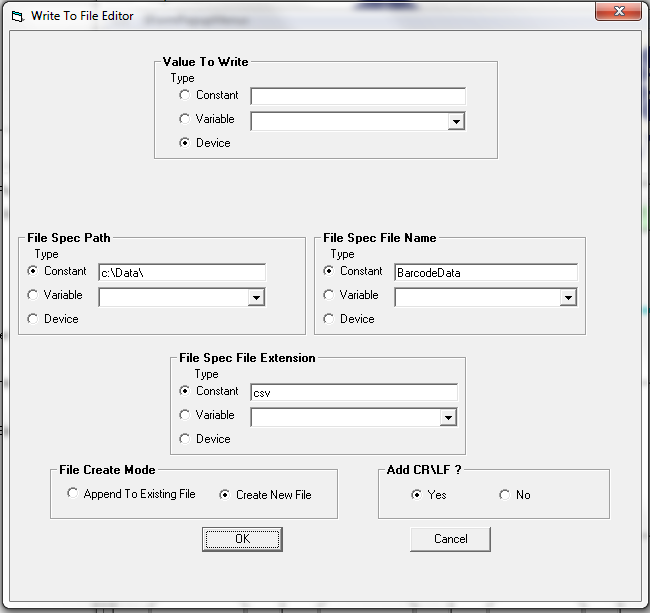 Write To File Editor
Value To Write
Type
Constant
Variable
Device
File Spec Path
Type
Constant c:\Data\
Variable
Device
File Spec File Name
Type
Constant BarcodeData
Variable
Device
File Spec File Extension
Type
Constant csv
Variable
Device
File Create Mode
Append To Existing File Create New File
Add CR\LF ?
Yes No
OK Cancel